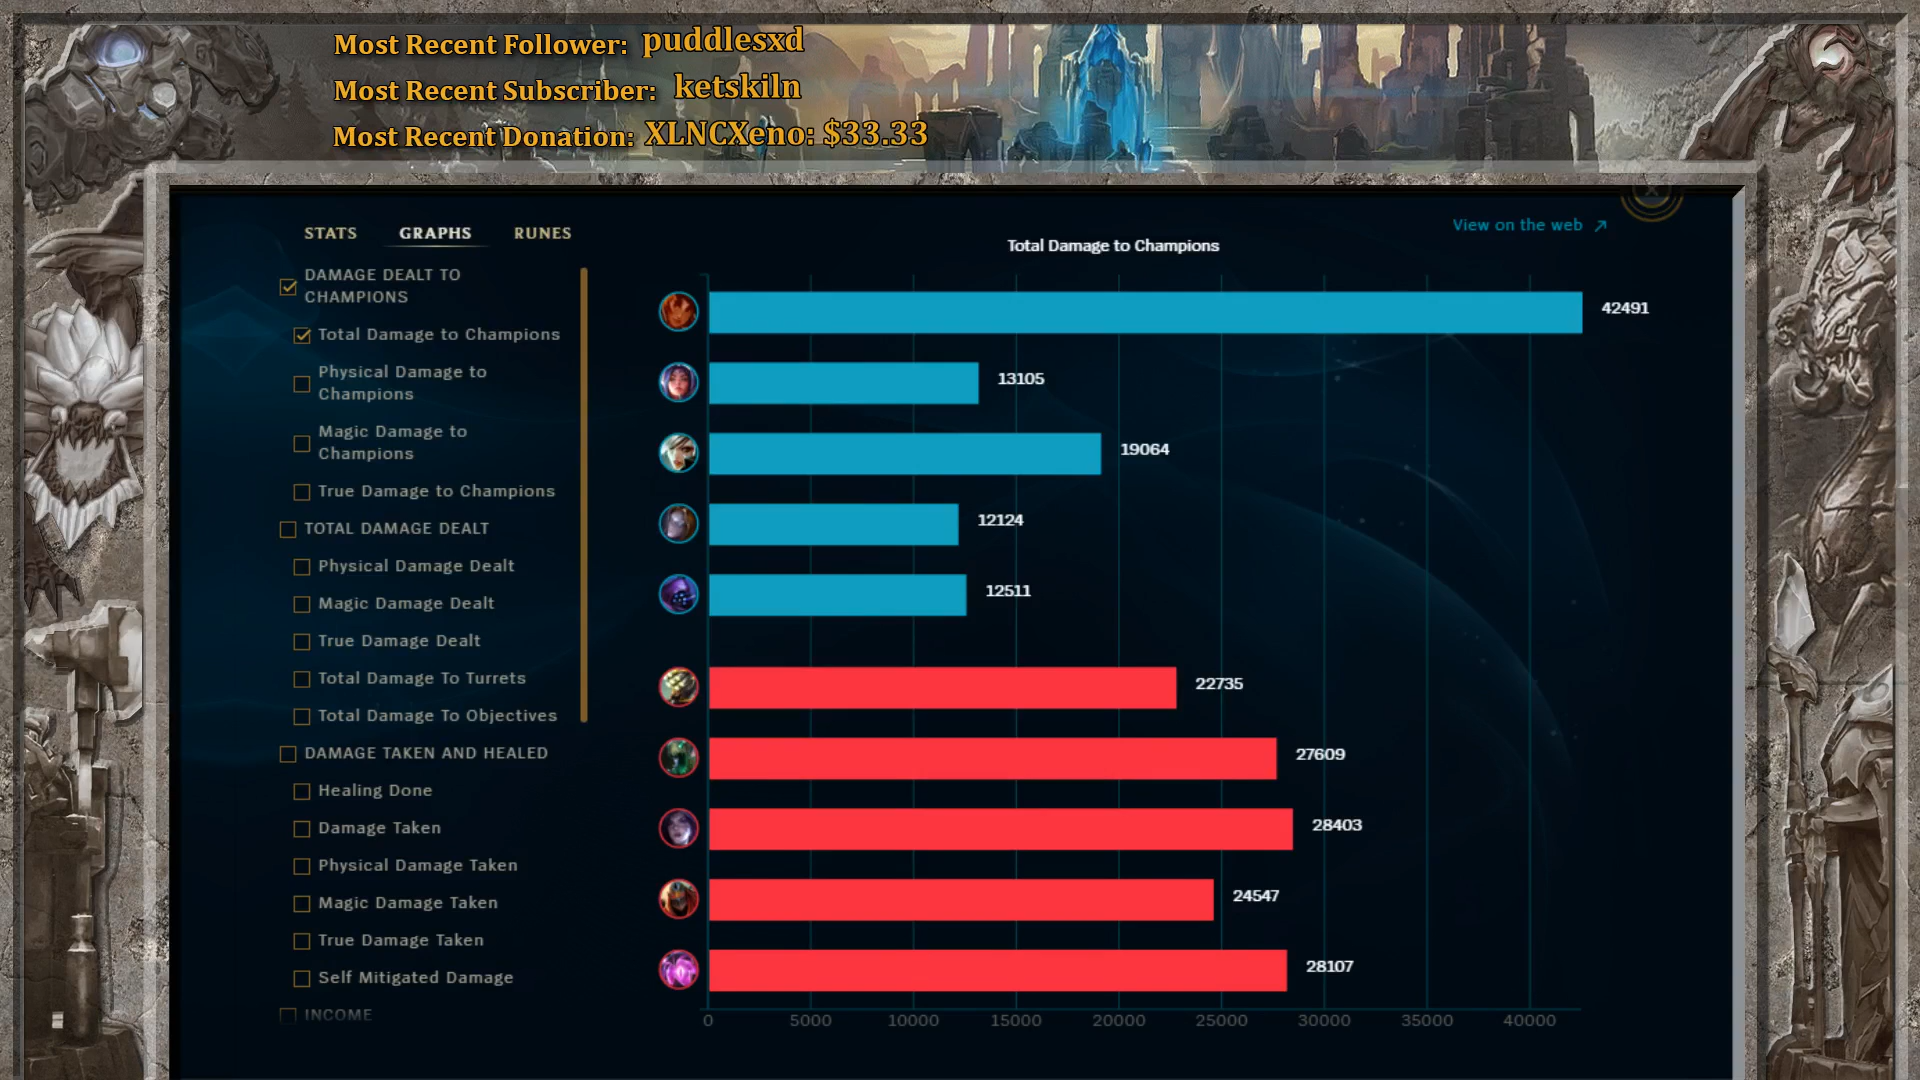 Most Recent Follower: puddlesxd
Most Recent Subscriber: ketskiln
Most Recent Donation: XLNCXeno: $33.33
STATS GRAPHS RUNES
View on the web
X
DAMAGE DEALT TO
CHAMPIONS
Total Damage to Champions
Physical Damage to
Champions
Magic Damage to
Champions
True Damage to Champions
TOTAL DAMAGE DEALT
Physical Damage Dealt
Magic Damage Dealt
True Damage Dealt
Total Damage To Turrets
Total Damage To Objectives
DAMAGE TAKEN AND HEALED
Healing Done
Damage Taken
Physical Damage Taken
Magic Damage Taken
True Damage Taken
Self Mitigated Damage
INCOME
Total Damage to Champions
42491
13105
19064
12124
12511
22735
27609
28403
24547
28107
0 5000 10000 15000 20000 25000 30000 35000 40000